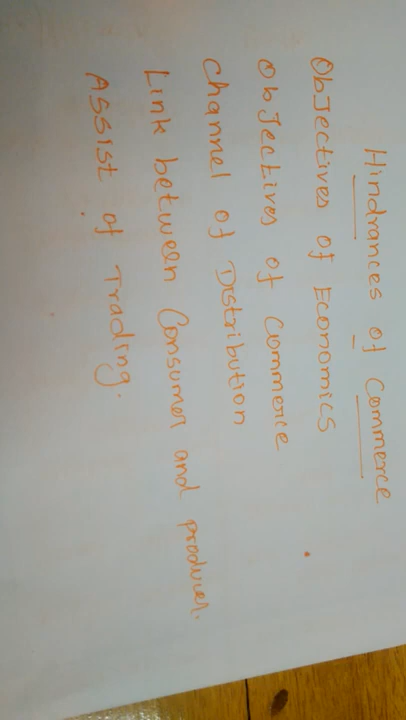 Hindrances of Commerce
Objectives of Economics
Objectives of Commerce
Channel of Distribution
Link between Consumer and producer.
Assist of Trading.